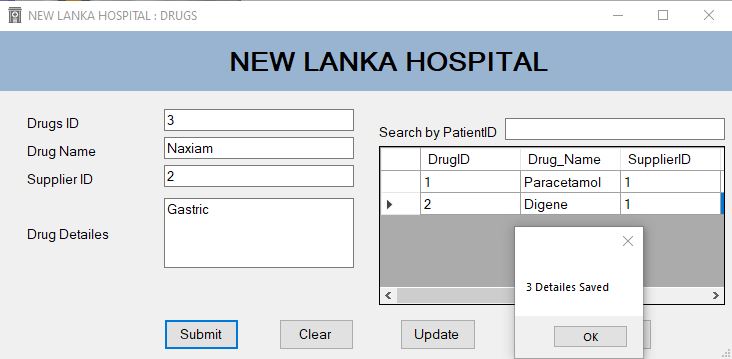 NEW LANKA HOSPITAL : DRUGS
NEW LANKA HOSPITAL
Drugs ID 3
Drug Name Naxiam
Supplier ID 2
Drug Detailes Gastric
Search by PatientID
DrugID Drug_Name SupplierID
1 Paracetamol 1
2 Digene 1
3 Detailes Saved
OK
Submit Clear Update